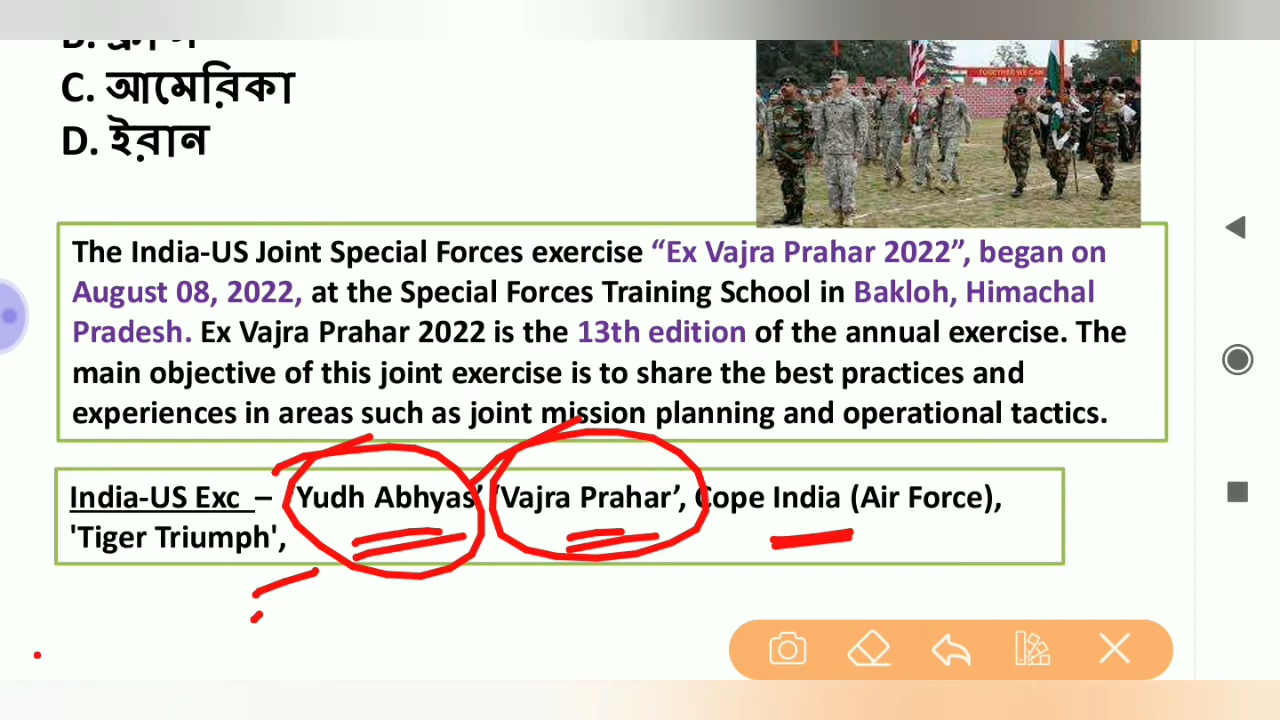 C. আমেরিকা
D. ইরান
TOGETHER WE CAN
The India-US Joint Special Forces exercise “Ex Vajra Prahar 2022”, began on
August 08, 2022, at the Special Forces Training School in Bakloh, Himachal
Pradesh. Ex Vajra Prahar 2022 is the 13th edition of the annual exercise. The
main objective of this joint exercise is to share the best practices and
experiences in areas such as joint mission planning and operational tactics.
India-US Exc – ‘Yudh Abhyas’ ‘Vajra Prahar’, Cope India (Air Force),
'Tiger Triumph',